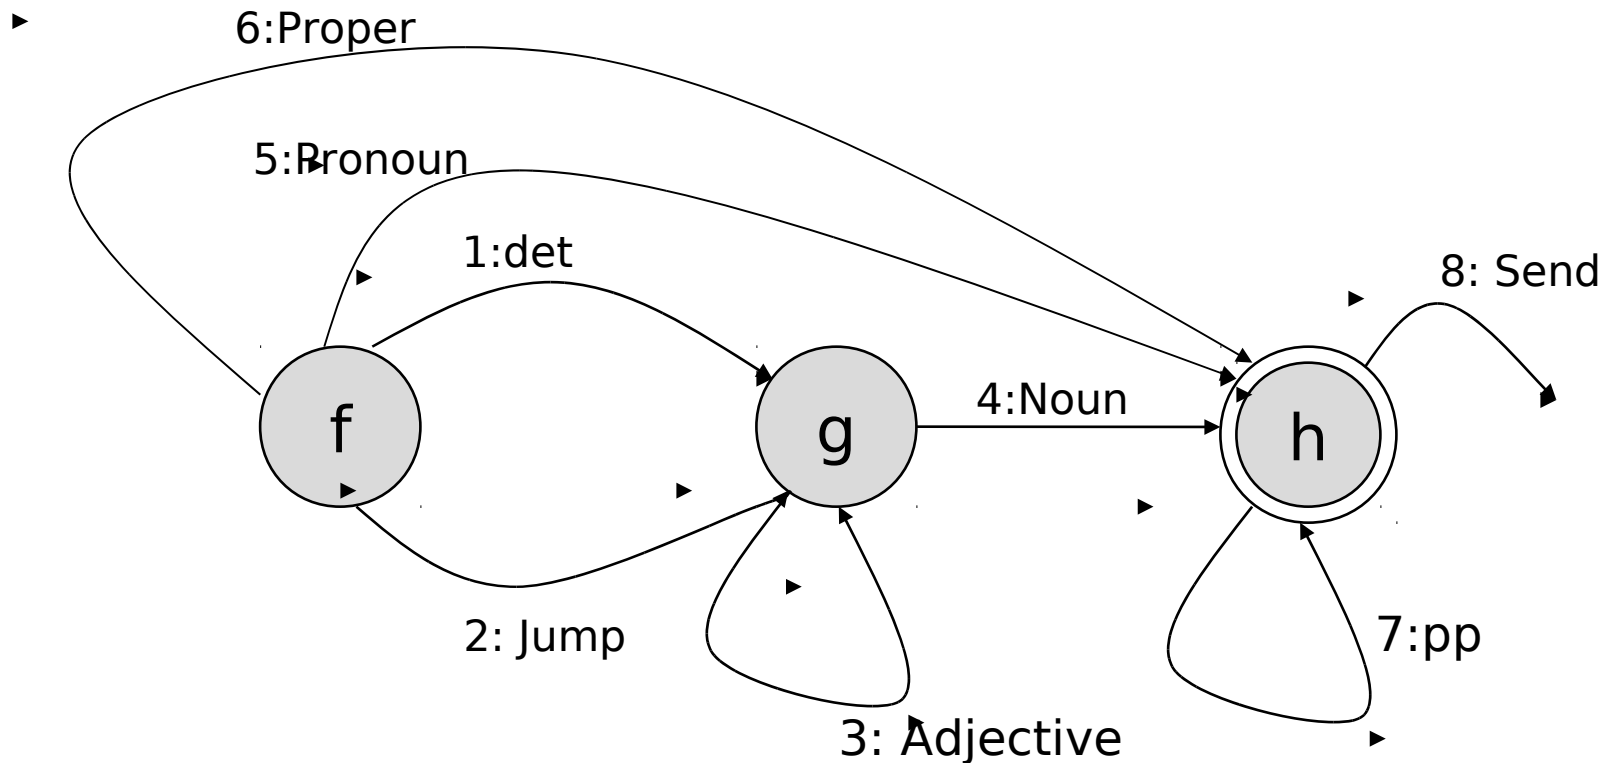 6:Proper
5:Pronoun
1:det
8: Send
4:Noun
f
g
h
2: Jump
7:pp
3: Adjective